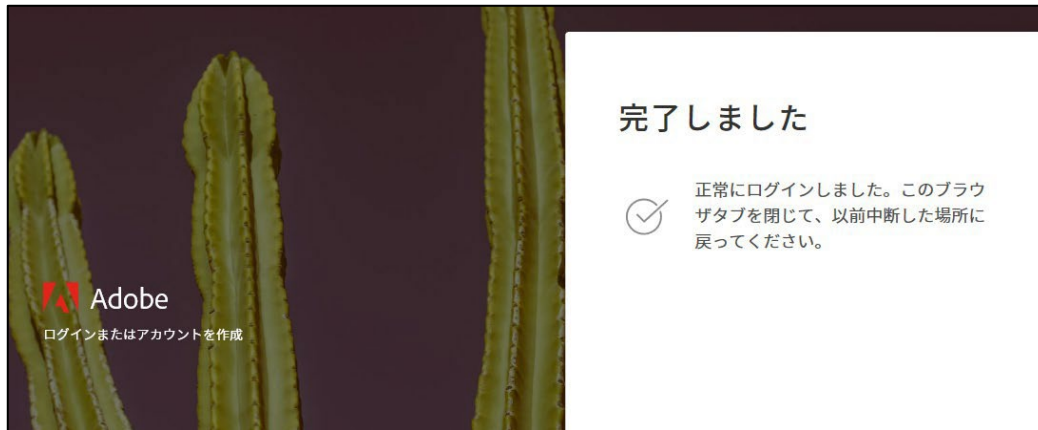 完了しました
正常にログインしました。このブラウ
ザタブを閉じて、以前中断した場所に
戻ってください。
Adobe
ログインまたはアカウントを作成